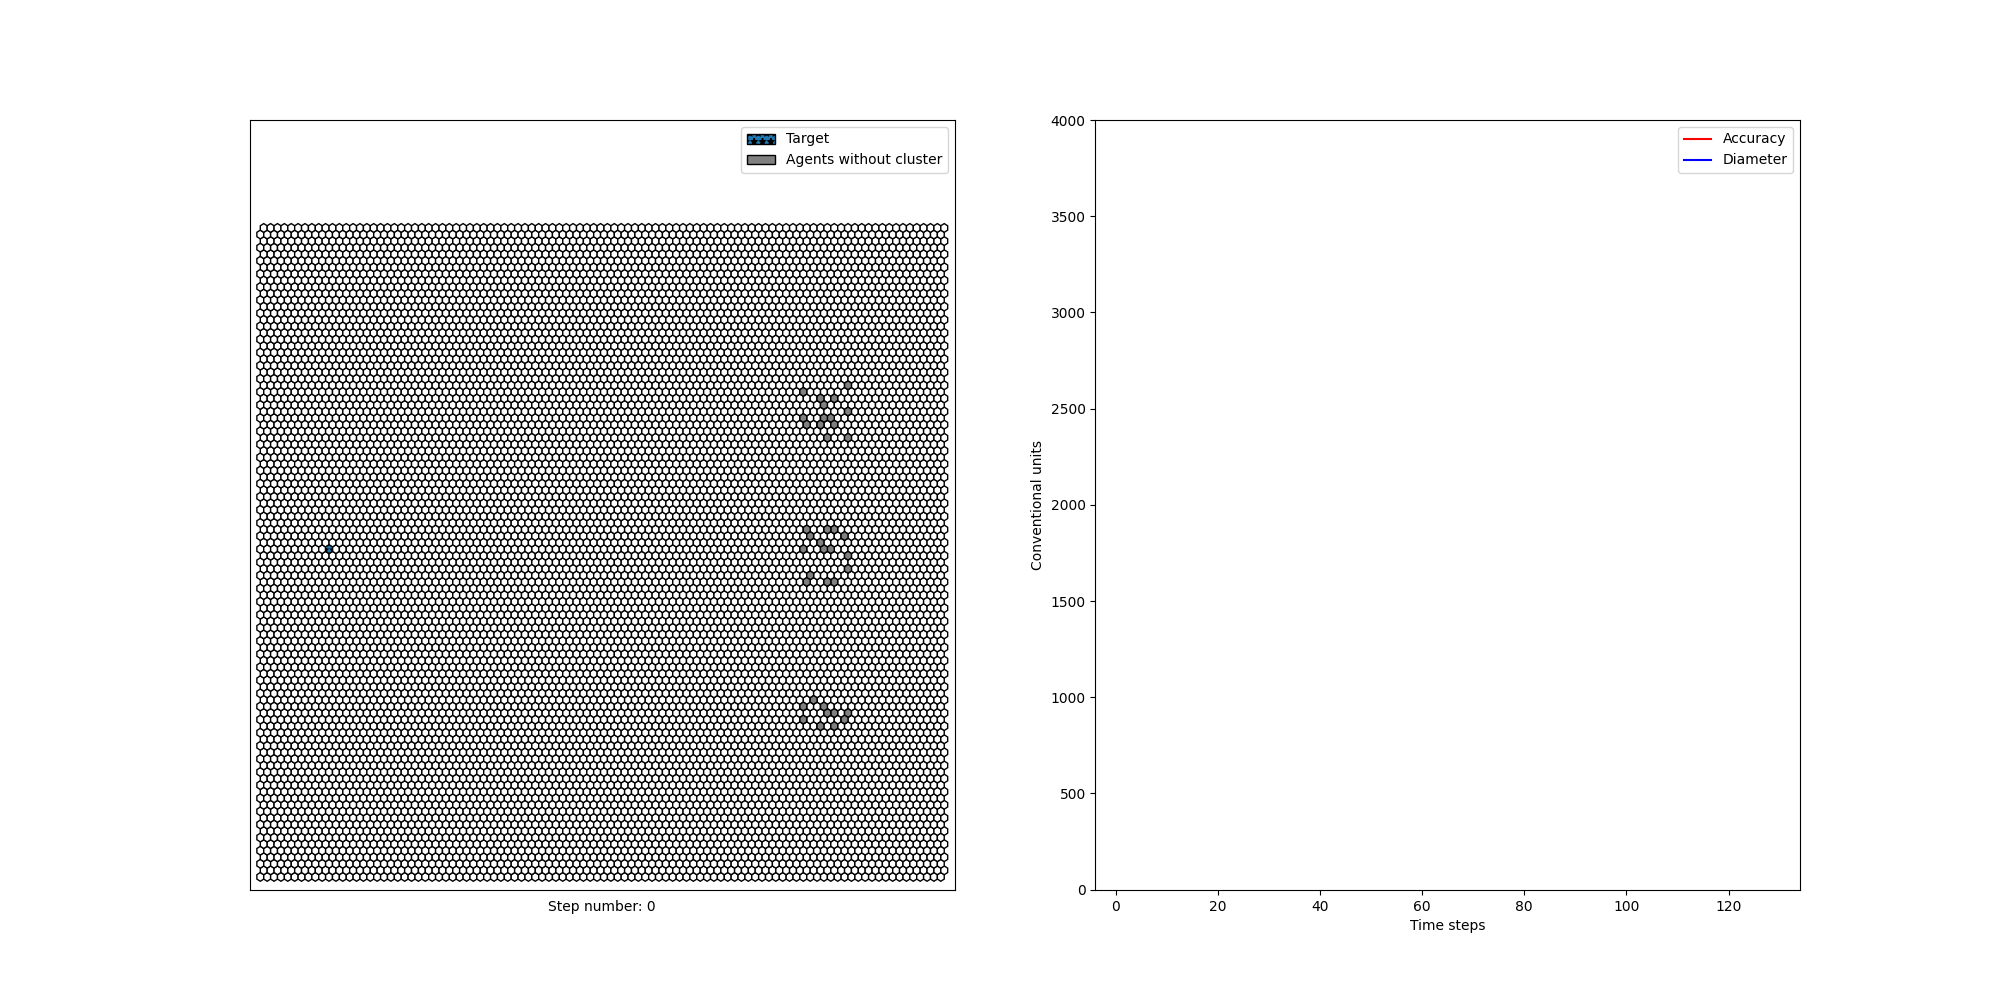 Target
Agents without cluster
Step number: 0
4000
3500
3000
2500
2000
1500
1000
500
0
Conventional units
Accuracy
Diameter
0 20 40 60 80 100 120
Time steps